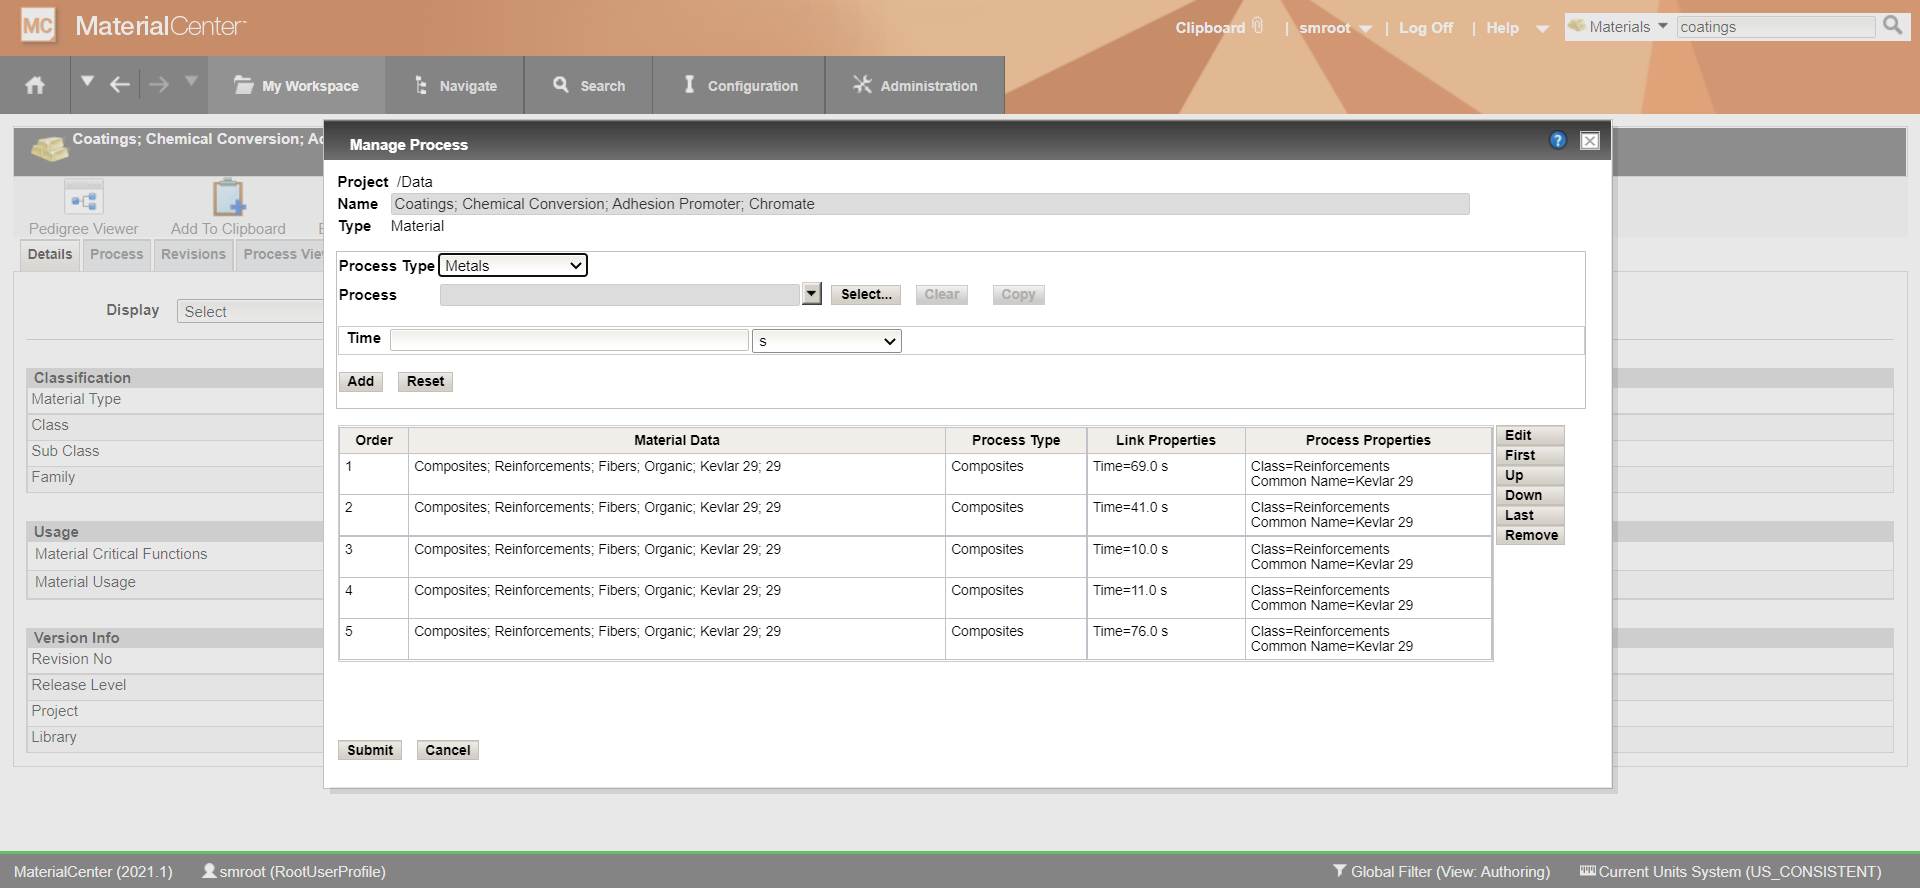 MC MaterialCenter
Clipboard | smroot | Log Off | Help Materials coatings
My Workspace Navigate Search Configuration Administration
Coatings; Chemical Conversion;
Pedigree Viewer Add To Clipboard
Details Process Revisions
Display Select
Classification
Material Type
Class
Sub Class
Family
Usage
Material Critical Functions
Material Usage
Version Info
Revision No
Release Level
Project
Library
Manage Process ?
Project /Data
Name Coatings; Chemical Conversion; Adhesion Promoter; Chromate
Type Material
Process Type Metals
Process Select... Clear Copy
Time s
Add Reset
Order Material Data Process Type Link Properties Process Properties
1 Composites; Reinforcements; Fibers; Organic; Kevlar 29; 29 Composites Time=69.0 s Class=Reinforcements
Common Name=Kevlar 29
2 Composites; Reinforcements; Fibers; Organic; Kevlar 29; 29 Composites Time=41.0 s Class=Reinforcements
Common Name=Kevlar 29
3 Composites; Reinforcements; Fibers; Organic; Kevlar 29; 29 Composites Time=10.0 s Class=Reinforcements
Common Name=Kevlar 29
4 Composites; Reinforcements; Fibers; Organic; Kevlar 29; 29 Composites Time=11.0 s Class=Reinforcements
Common Name=Kevlar 29
5 Composites; Reinforcements; Fibers; Organic; Kevlar 29; 29 Composites Time=76.0 s Class=Reinforcements
Common Name=Kevlar 29
Edit
First
Up
Down
Last
Remove
Submit Cancel
MaterialCenter (2021.1) smroot (RootUserProfile) Global Filter (View: Authoring) Current Units System (US_CONSISTENT)